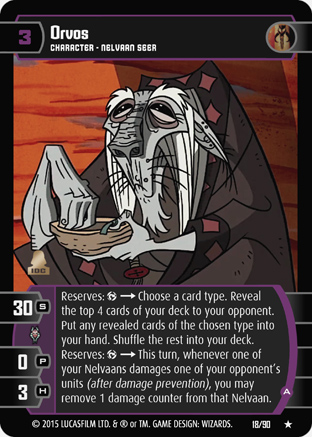 3
Orvos
CHARACTER - NELVAAN SEER
IDC
30 S
Reserves: → Choose a card type. Reveal
the top 4 cards of your deck to your opponent.
Put any revealed cards of the chosen type into
your hand. Shuffle the rest into your deck.
0 P
Reserves: → This turn, whenever one of
your Nelvaans damages one of your opponent's
units (after damage prevention), you may
3 H
remove 1 damage counter from that Nelvaan.
A
© 2015 LUCASFILM LTD. & ® or TM. GAME DESIGN: WIZARDS. 18/90 ★